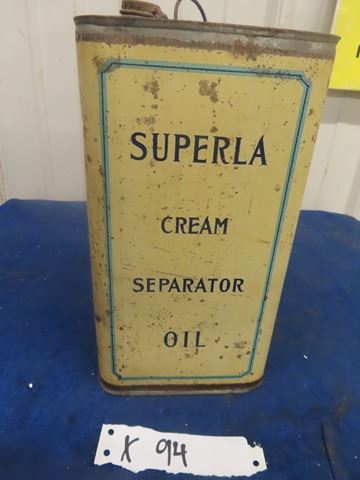 SUPERLA
CREAM
SEPARATOR
OIL
X 94